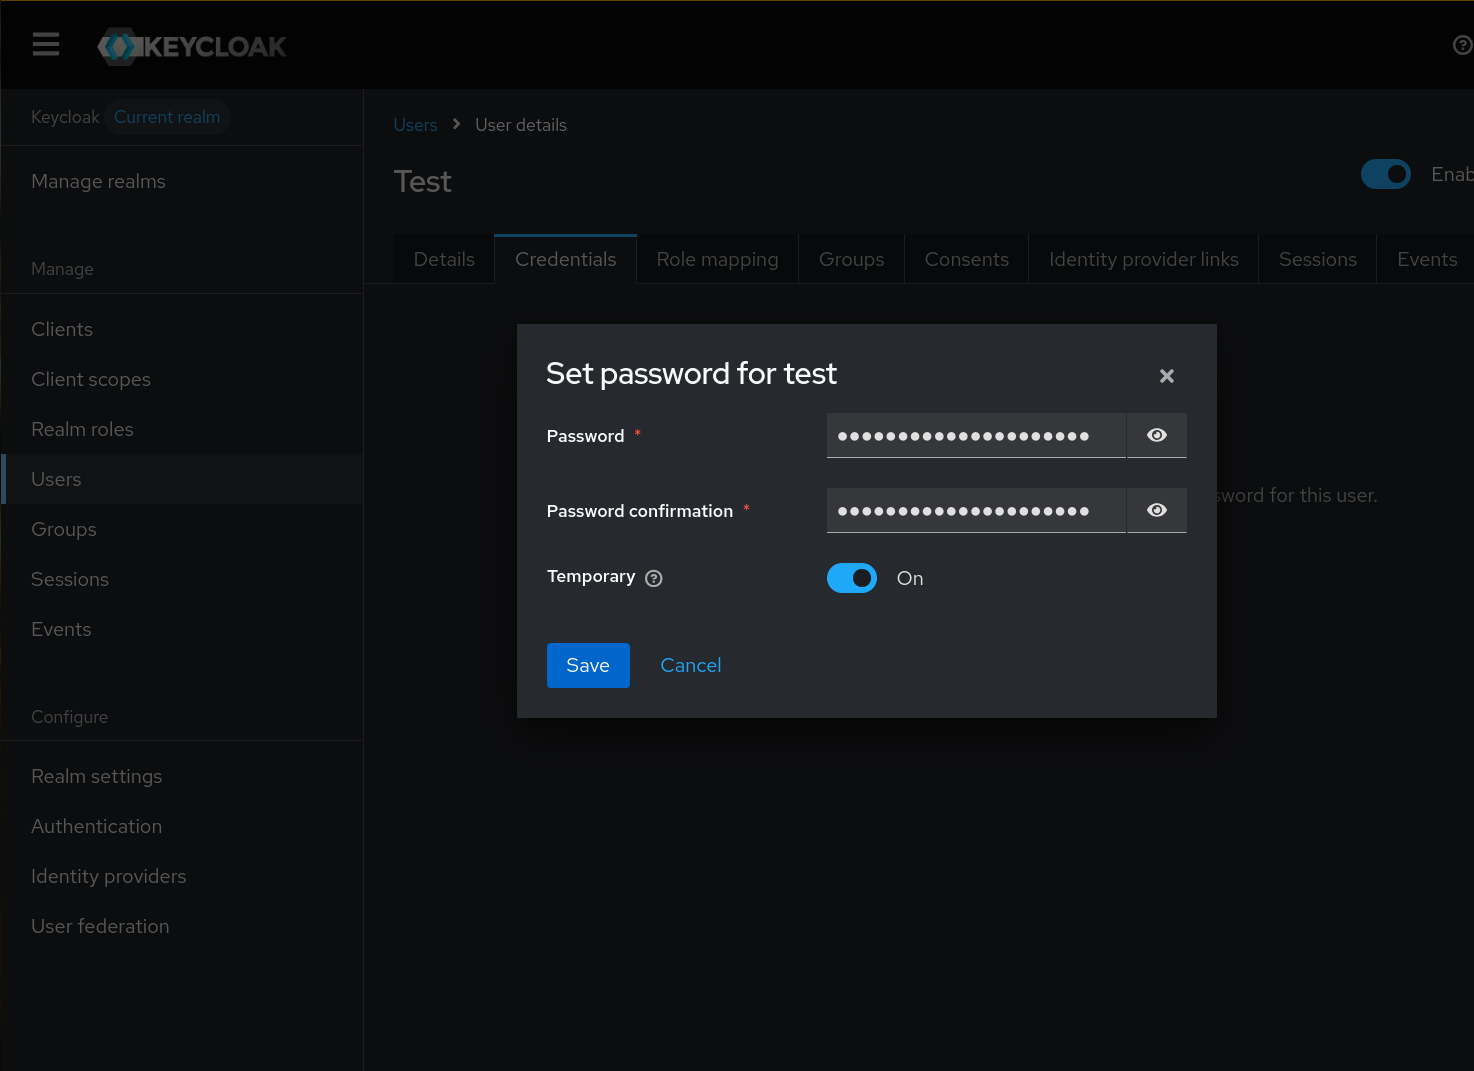 KEYCLOAK
Keycloak Current realm
Manage realms
Manage
Clients
Client scopes
Realm roles
Users
Groups
Sessions
Events
Configure
Realm settings
Authentication
Identity providers
User federation
Users > User details
Test
Details Credentials Role mapping Groups Consents Identity provider links Sessions Events
Set password for test
Password *
Password confirmation *
Temporary
On
Save Cancel
for this user.